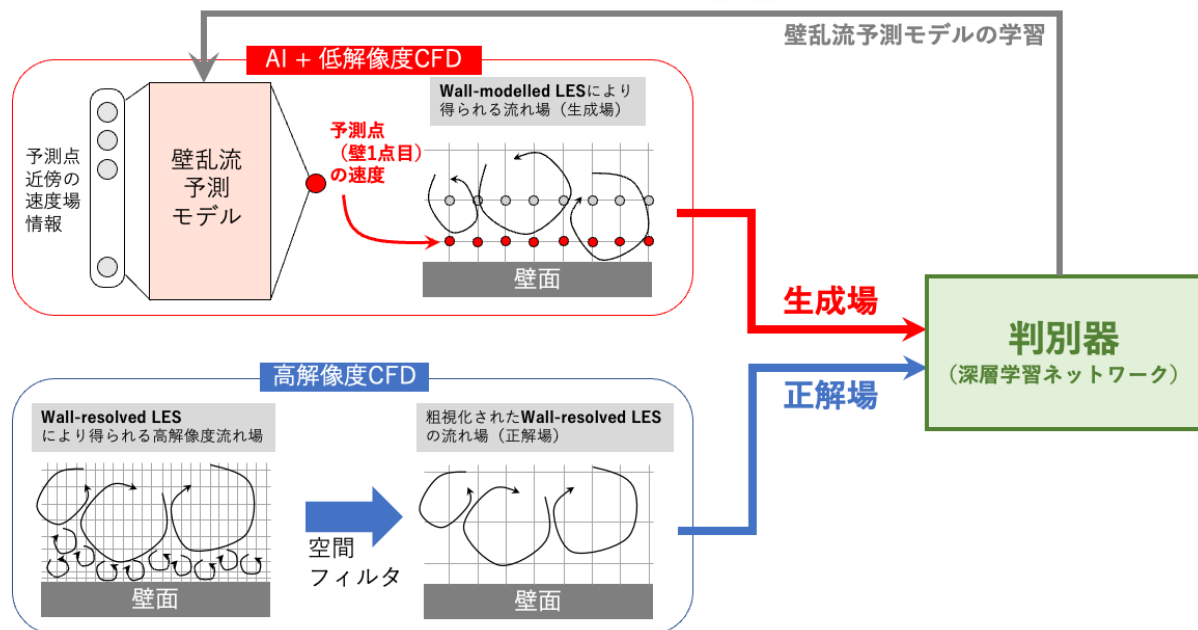 壁乱流予測モデルの学習
AI + 低解像度CFD
予測点
近傍の
速度場
情報
壁乱流
予測
モデル
予測点
（壁1点目）
の速度
Wall-modelled LESにより
得られる流れ場（生成場）
壁面
生成場
判別器
（深層学習ネットワーク）
正解場
高解像度CFD
Wall-resolved LES
により得られる高解像度流れ場
壁面
空間
フィルタ
粗視化されたWall-resolved LES
の流れ場（正解場）
壁面